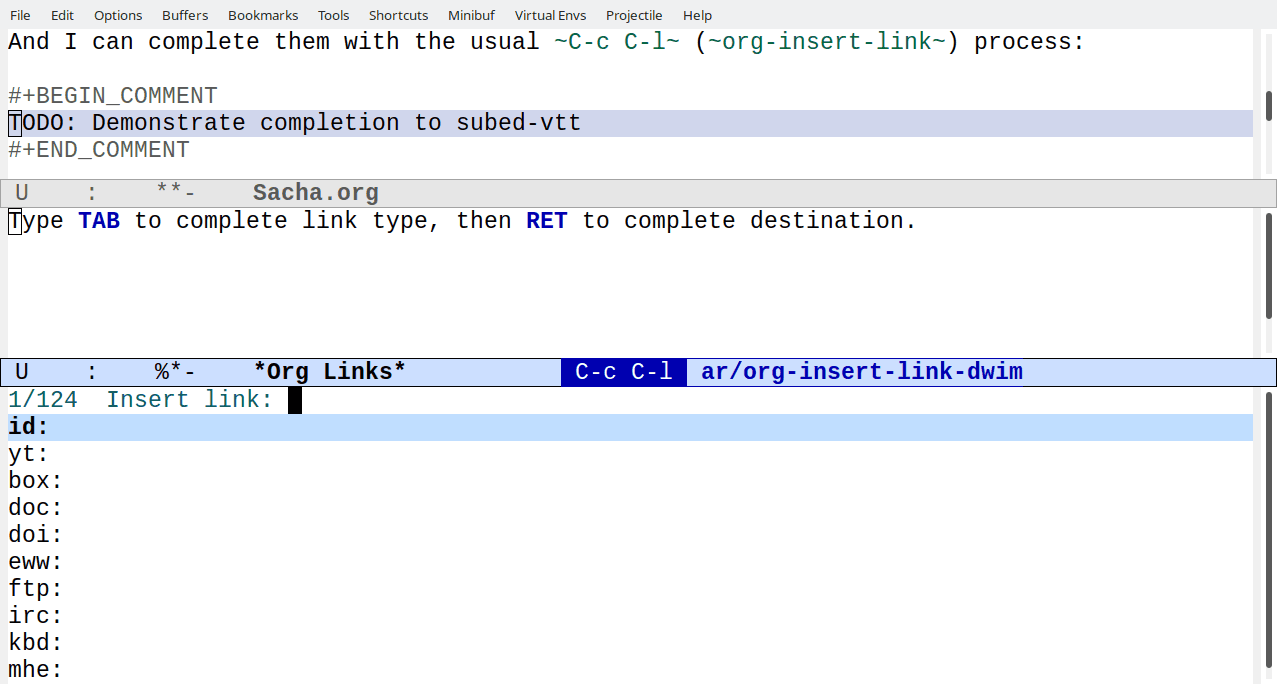 File Edit Options Buffers Bookmarks Tools Shortcuts Minibuf Virtual Envs Projectile Help
And I can complete them with the usual ~C-c C-l~ (~org-insert-link~) process:
#+BEGIN_COMMENT
TODO: Demonstrate completion to subed-vtt
#+END_COMMENT
U : **- Sacha.org
Type TAB to complete link type, then RET to complete destination.
U : %*- *Org Links* C-c C-l ar/org-insert-link-dwim
1/124 Insert link:
id:
yt:
box:
doc:
doi:
eww:
ftp:
irc:
kbd:
mhe: